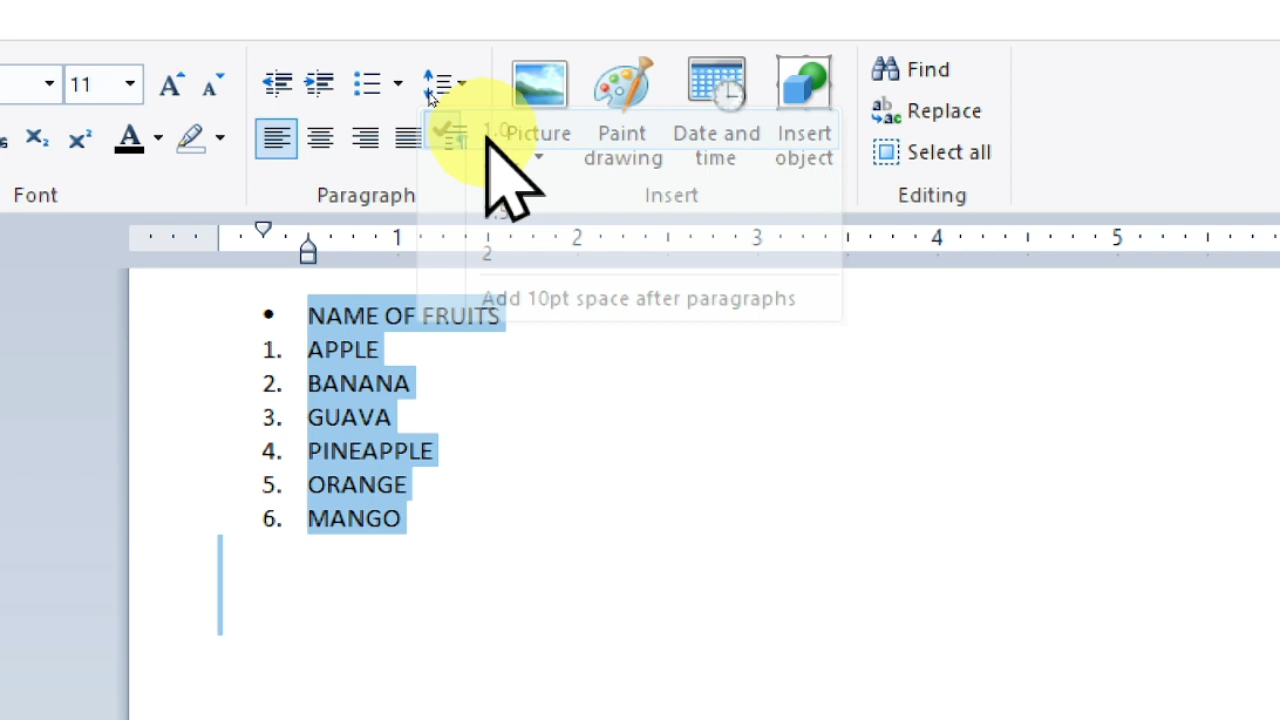 11
Find
Replace
Select all
Picture
Paint drawing
Date and time
Insert object
1.0
2
Add 10pt space after paragraphs
Font
Paragraph
Insert
Editing
1 2 3 4 5
• NAME OF FRUITS
1. APPLE
2. BANANA
3. GUAVA
4. PINEAPPLE
5. ORANGE
6. MANGO